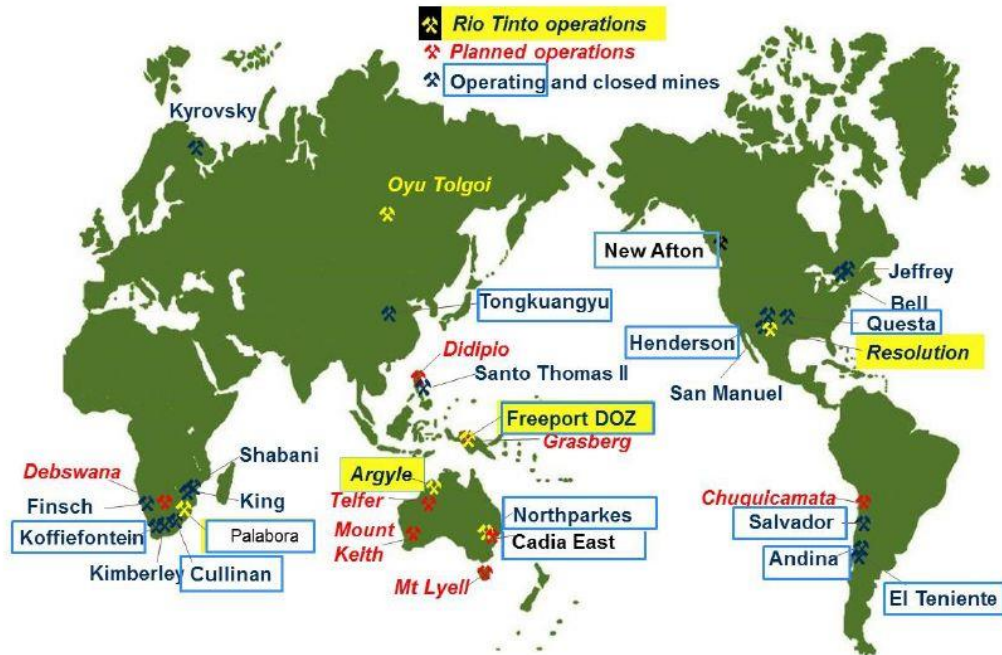 Rio Tinto operations
Planned operations
Operating and closed mines
Kyrovsky
Oyu Tolgoi
New Afton
Jeffrey
Bell
Tongkuangyu
Questa
Henderson
Resolution
Didipio
Santo Thomas II
San Manuel
Freeport DOZ
Grasberg
Shabani
Argyle
Debswana
Telfer
Chuquicamata
Finsch
King
Northparkes
Salvador
Koffiefontein
Palabora
Mount
Keith
Cadia East
Andina
Kimberley
Cullinan
Mt Lyell
El Teniente